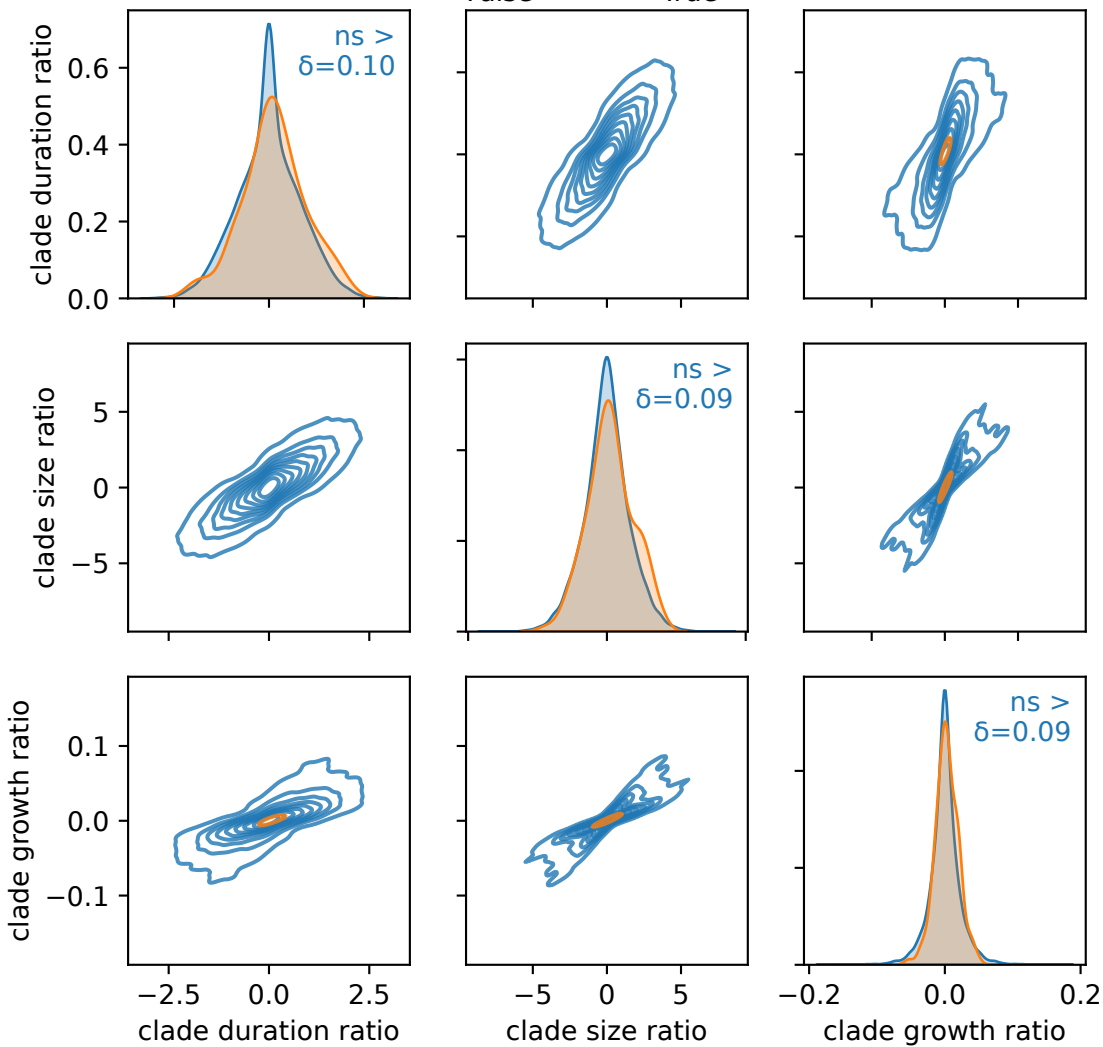 clade duration ratio
0.6
0.4
0.2
0.0
ns >
δ=0.10
clade size ratio
5
0
−5
ns >
δ=0.09
clade growth ratio
0.1
0.0
−0.1
ns >
δ=0.09
−2.5 0.0 2.5
−5 0 5
−0.2 0.0 0.2
clade duration ratio
clade size ratio
clade growth ratio